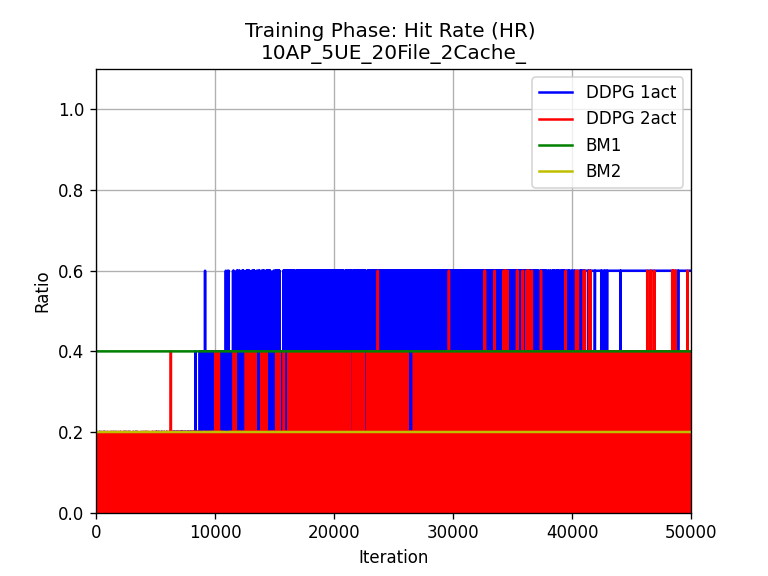 Training Phase: Hit Rate (HR)
10AP_5UE_20File_2Cache_
DDPG 1act
DDPG 2act
BM1
BM2
Ratio
1.0
0.8
0.6
0.4
0.2
0.0
0 10000 20000 30000 40000 50000
Iteration